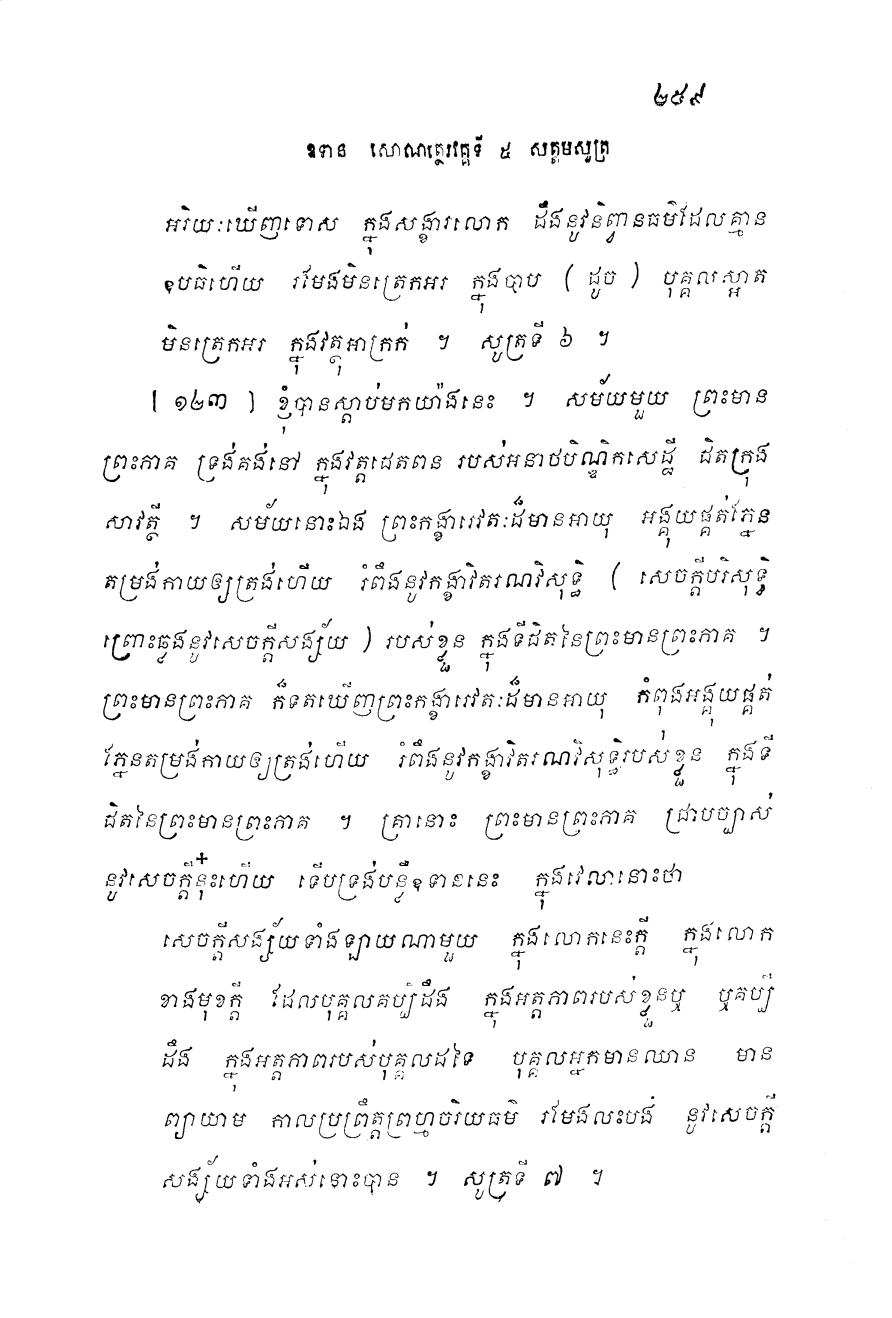 ២៥៩
ឧទាន សោណត្ថេរវគ្គទី ៥ សត្តមសូត្រ
អរិយៈឃើញទោស ក្នុងសង្ខារលោក ដឹងនូវនិព្វានធម៌ដែលគ្មាន
ឧបធិហើយ រមែងមិនត្រេកអរ ក្នុងបាប ( ដូច ) បុគ្គលស្អាត
មិនត្រេកអរ ក្នុងវត្ថុអាក្រក់ ។ សូត្រទី ៦ ។
[ ១២៣ ] ខ្ញុំបានស្តាប់មកយ៉ាងនេះ ។ សម័យមួយ ព្រះមាន
ព្រះភាគ ទ្រង់គង់នៅ ក្នុងវត្តជេតពន របស់អនាថបិណ្ឌិកសេដ្ឋី ជិតក្រុង
សាវត្ថី ។ សម័យនោះឯង ព្រះកង្ខារេវតៈដ៏មានអាយុ អង្គុយផ្គត់ភ្នែន
តម្រង់កាយឲ្យត្រង់ហើយ រំពឹងនូវកង្ខាវិតរណវិសុទ្ធិ ( សេចក្តីបរិសុទ្ធិ
ព្រោះឆ្លងនូវសេចក្តីសង្ស័យ ) របស់ខ្លួន ក្នុងទីជិតនៃព្រះមានព្រះភាគ ។
ព្រះមានព្រះភាគ ក៏ទតឃើញព្រះកង្ខារេវតៈដ៏មានអាយុ កំពុងអង្គុយផ្គត់
ភ្នែនតម្រង់កាយឲ្យត្រង់ហើយ រំពឹងនូវកង្ខាវិតរណវិសុទ្ធិរបស់ខ្លួន ក្នុងទី
ជិតនៃព្រះមានព្រះភាគ ។ គ្រានោះ ព្រះមានព្រះភាគ ជ្រាបច្បាស់
នូវសេចក្តីនុ៎ះហើយ ទើបទ្រង់បន្លឺឧទាននេះ ក្នុងវេលានោះថា
សេចក្តីសង្ស័យទាំងឡាយណាមួយ ក្នុងលោកនេះក្តី ក្នុងលោក
ខាងមុខក្តី ដែលបុគ្គលគប្បីដឹង ក្នុងអត្តភាពរបស់ខ្លួនឬ ឬគប្បី
ដឹង ក្នុងអត្តភាពរបស់បុគ្គលដទៃ បុគ្គលអ្នកមានឈាន មាន
ព្យាយាម កាលប្រព្រឹត្តព្រហ្មចរិយធម៌ រមែងលះបង់ នូវសេចក្តី
សង្ស័យទាំងអស់នោះបាន ។ សូត្រទី ៧ ។